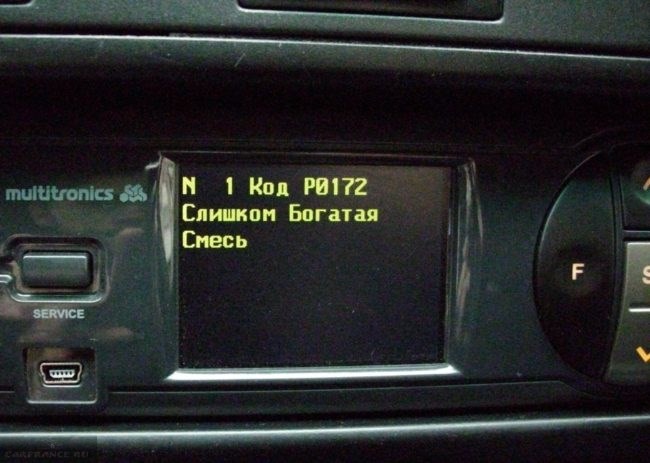 multitronics
N 1 Код P0172
Слишком Богатая
Смесь
SERVICE
F
S